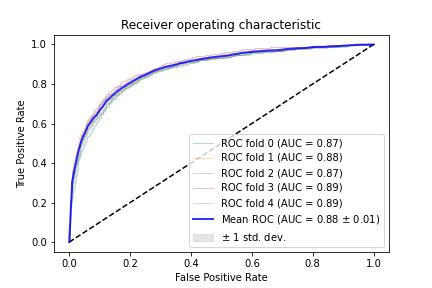 Receiver operating characteristic
True Positive Rate
1.0
0.8
0.6
0.4
0.2
0.0
ROC fold 0 (AUC = 0.87)
ROC fold 1 (AUC = 0.88)
ROC fold 2 (AUC = 0.87)
ROC fold 3 (AUC = 0.89)
ROC fold 4 (AUC = 0.89)
Mean ROC (AUC = 0.88 ± 0.01)
± 1 std. dev.
0.0 0.2 0.4 0.6 0.8 1.0
False Positive Rate